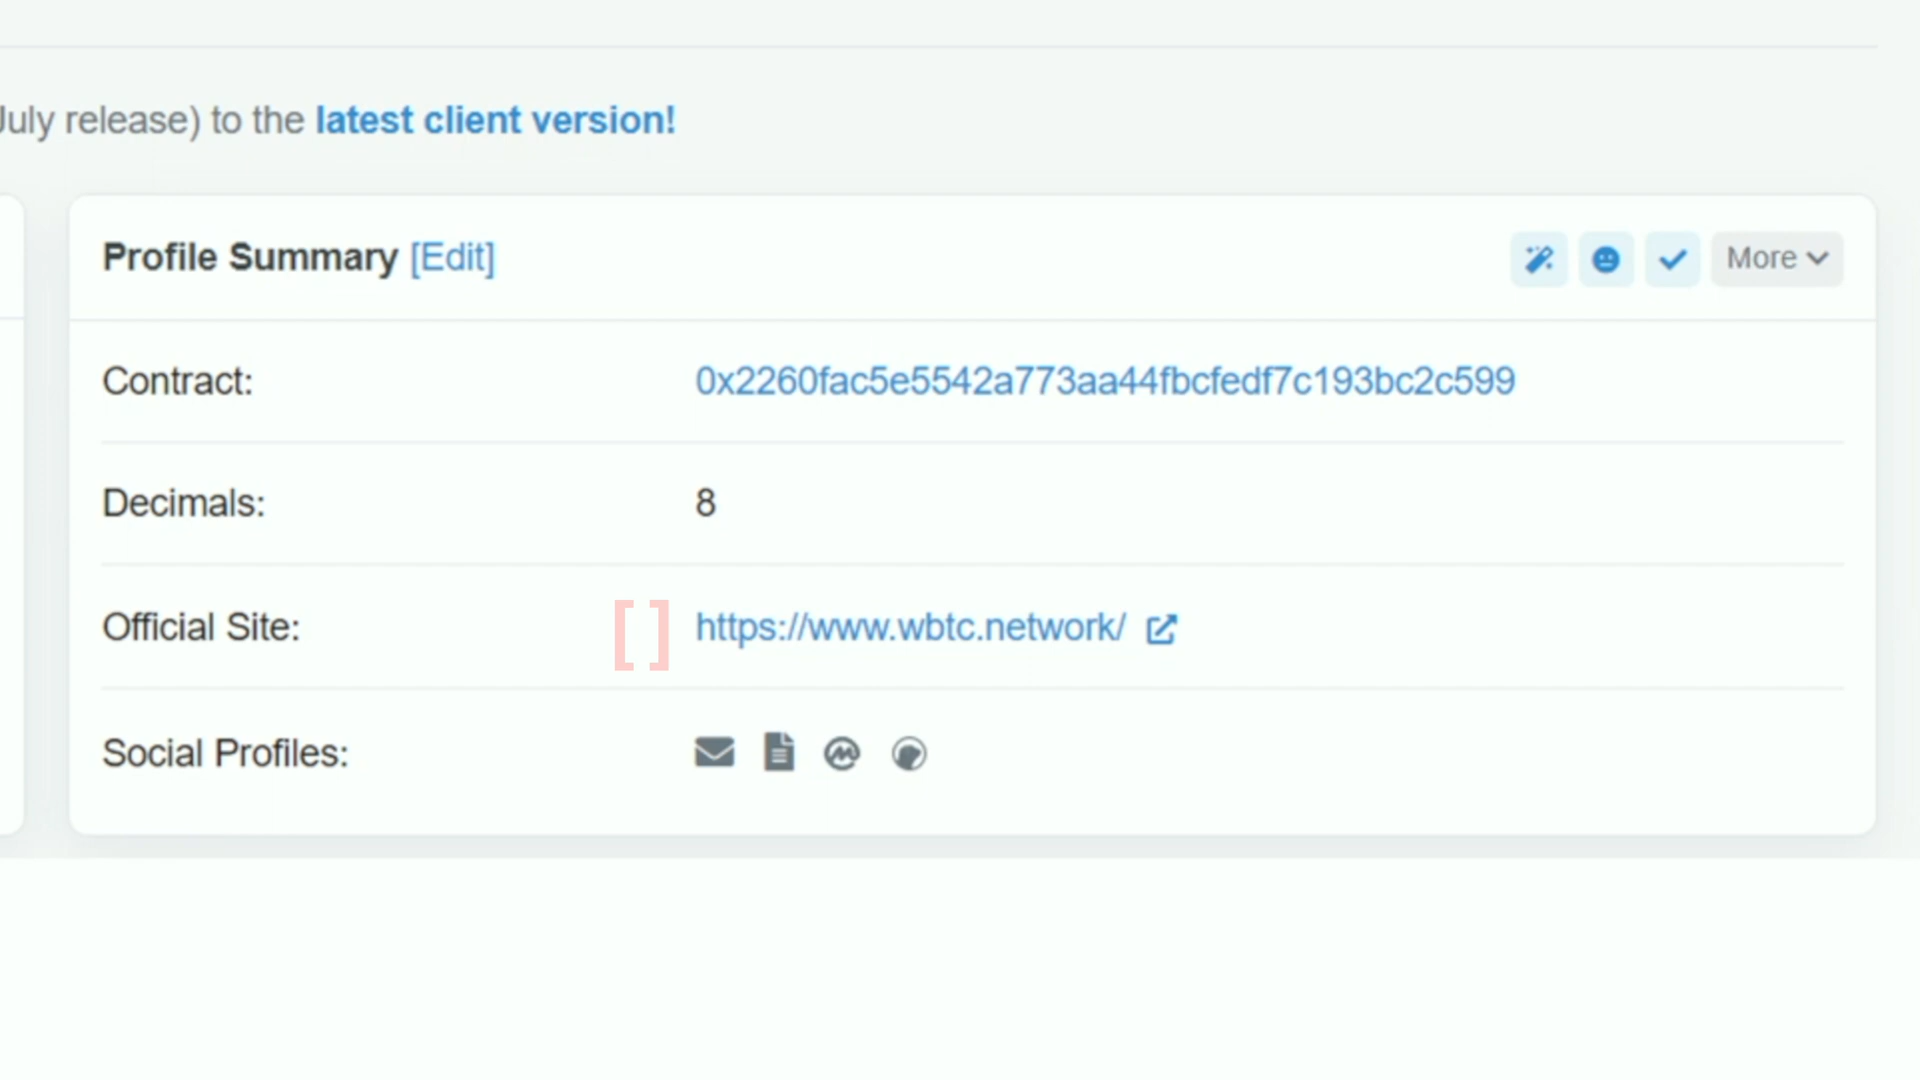 July release) to the latest client version!
Profile Summary [Edit]
More
Contract: 0x2260fac5e5542a773aa44fbcfedf7c193bc2c599
Decimals: 8
Official Site: [ ] https://www.wbtc.network/
Social Profiles: